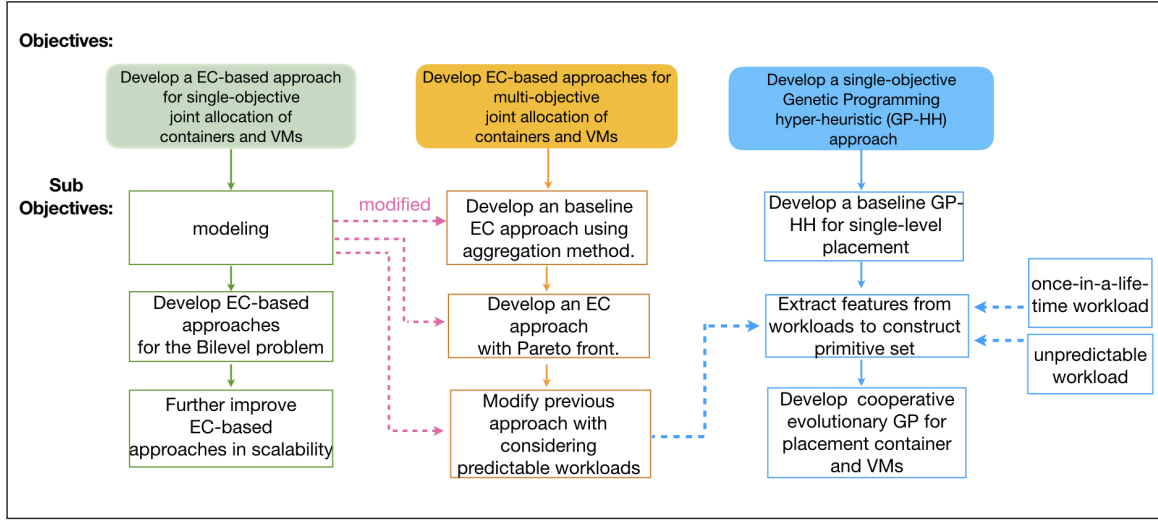 Objectives:
Develop a EC-based approach
for single-objective
joint allocation of
containers and VMs
Develop EC-based approaches for
multi-objective
joint allocation of
containers and VMs
Develop a single-objective
Genetic Programming
hyper-heuristic (GP-HH)
approach
Sub
Objectives:
modeling
modified
Develop an baseline
EC approach using
aggregation method.
Develop a baseline GP-
HH for single-level
placement
Develop EC-based
approaches
for the Bilevel problem
Develop an EC
approach
with Pareto front.
Extract features from
workloads to construct
primitive set
once-in-a-life-
time workload
unpredictable
workload
Further improve
EC-based
approaches in scalability
Modify previous
approach with
considering
predictable workloads
Develop cooperative
evolutionary GP for
placement container
and VMs